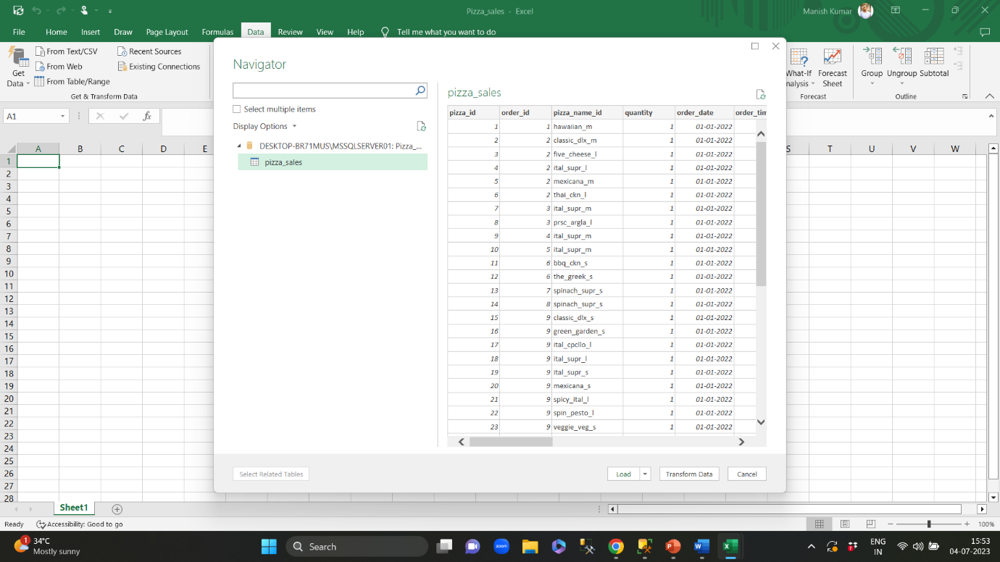 Pizza_sales - Excel
Manish Kumar
File Home Insert Draw Page Layout Formulas Data Review View Help Tell me what you want to do
Get Data
From Text/CSV
From Web
From Table/Range
Recent Sources
Existing Connections
Get & Transform Data
Forecast Sheet
Forecast
Group Ungroup Subtotal
Outline
A1
fx
A B C D E S T U V W
1
2
3
4
5
6
7
8
9
10
11
12
13
14
15
16
17
18
19
20
21
22
23
24
25
26
27
28
Navigator
Select multiple items
Display Options
DESKTOP-BR71MUS\MSSQLSERVER01: Pizza_...
pizza_sales
pizza_sales
pizza_id order_id pizza_name_id quantity order_date order_tim
1 1 hawaiian_m 1 01-01-2022
2 2 classic_dlx_m 1 01-01-2022
3 2 five_cheese_l 1 01-01-2022
4 2 ital_supr_l 1 01-01-2022
5 2 mexicana_m 1 01-01-2022
6 2 thai_ckn_l 1 01-01-2022
7 3 ital_supr_m 1 01-01-2022
8 3 prsc_argla_l 1 01-01-2022
9 4 ital_supr_m 1 01-01-2022
10 5 ital_supr_m 1 01-01-2022
11 6 bbq_ckn_s 1 01-01-2022
12 6 the_greek_s 1 01-01-2022
13 7 spinach_supr_s 1 01-01-2022
14 8 spinach_supr_s 1 01-01-2022
15 9 classic_dlx_s 1 01-01-2022
16 9 green_garden_s 1 01-01-2022
17 9 ital_cpcllo_l 1 01-01-2022
18 9 ital_supr_l 1 01-01-2022
19 9 ital_supr_s 1 01-01-2022
20 9 mexicana_s 1 01-01-2022
21 9 spicy_ital_l 1 01-01-2022
22 9 spin_pesto_l 1 01-01-2022
23 9 veggie_veg_s 1 01-01-2022
Select Related Tables
Load
Transform Data
Cancel
Sheet1
Ready
Accessibility: Good to go
100%
1
34°C
Mostly sunny
Search
zoom
ENG
IN
15:53
04-07-2023